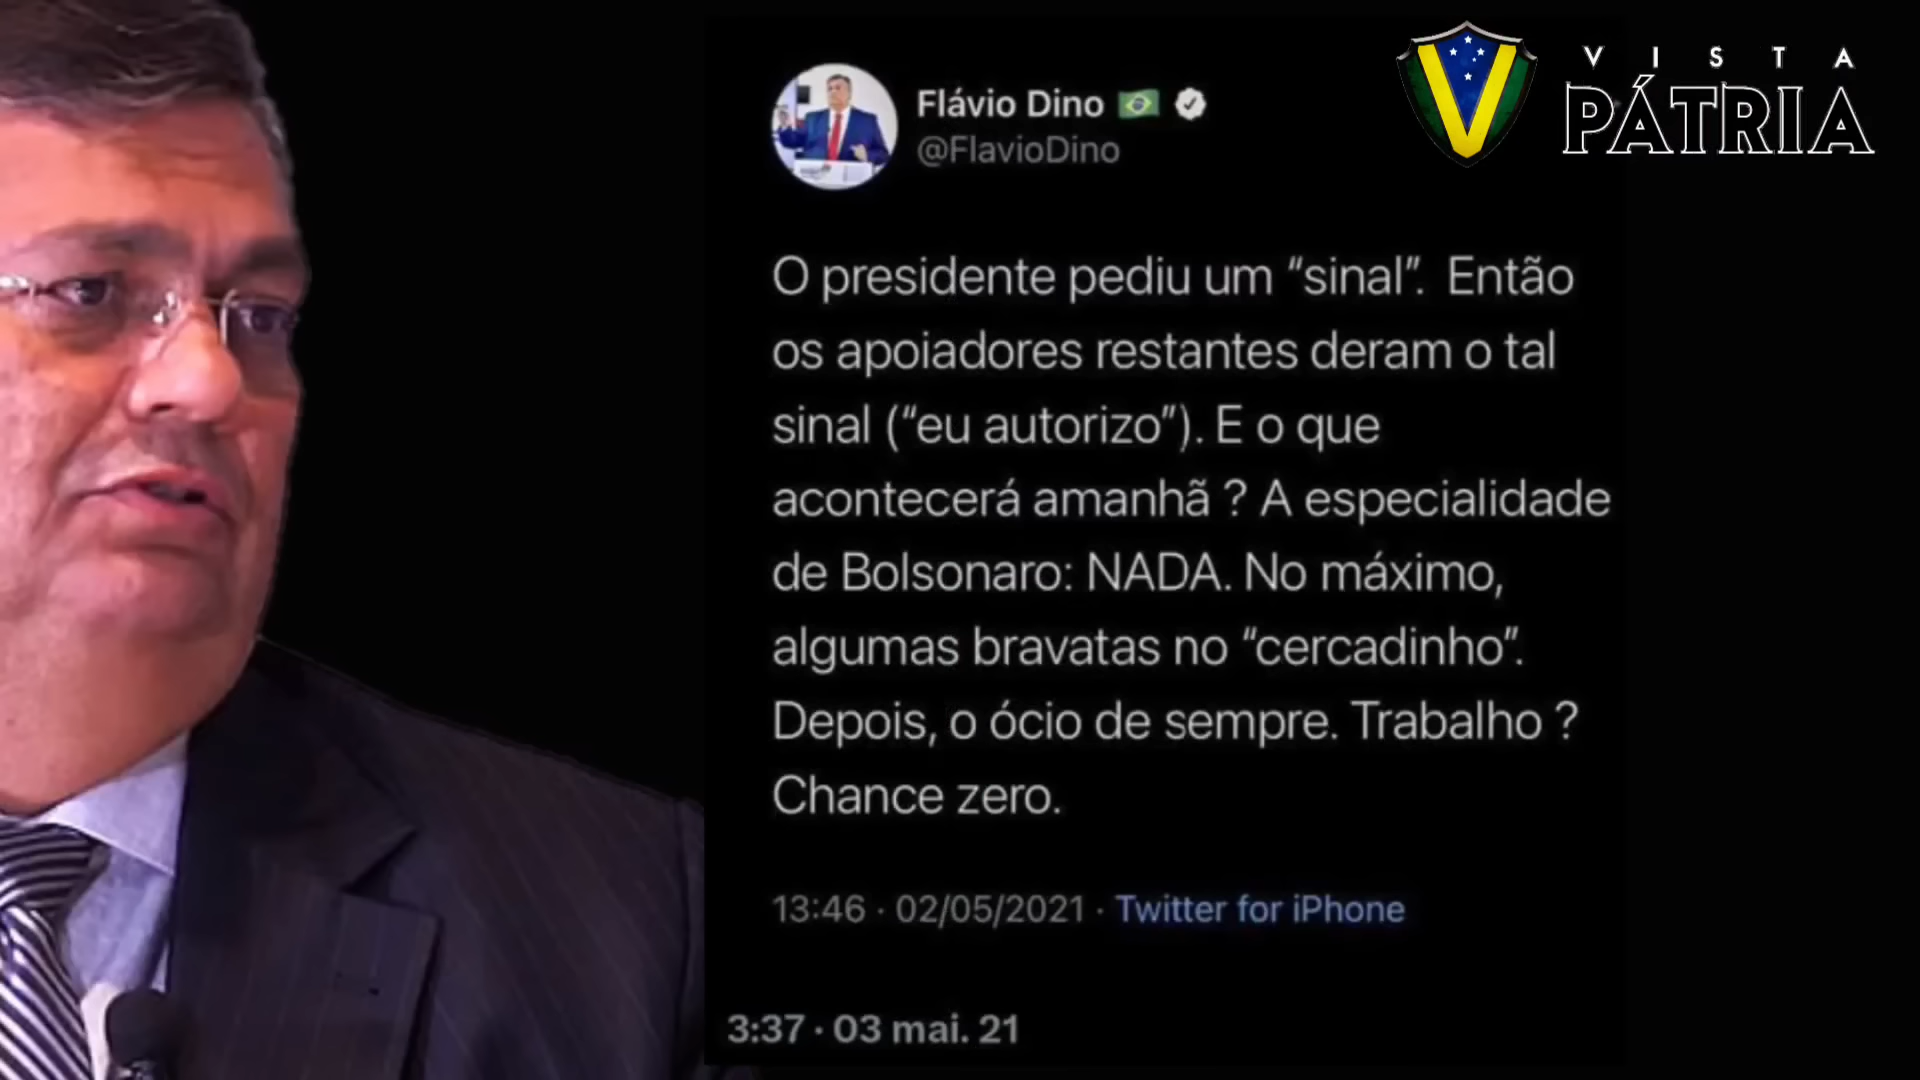 VISTA
PÁTRIA
Flávio Dino
@FlavioDino
O presidente pediu um “sinal”. Então
os apoiadores restantes deram o tal
sinal (“eu autorizo”). E o que
acontecerá amanhã ? A especialidade
de Bolsonaro: NADA. No máximo,
algumas bravatas no “cercadinho”.
Depois, o ócio de sempre. Trabalho ?
Chance zero.
13:46 · 02/05/2021 · Twitter for iPhone
3:37 · 03 mai. 21